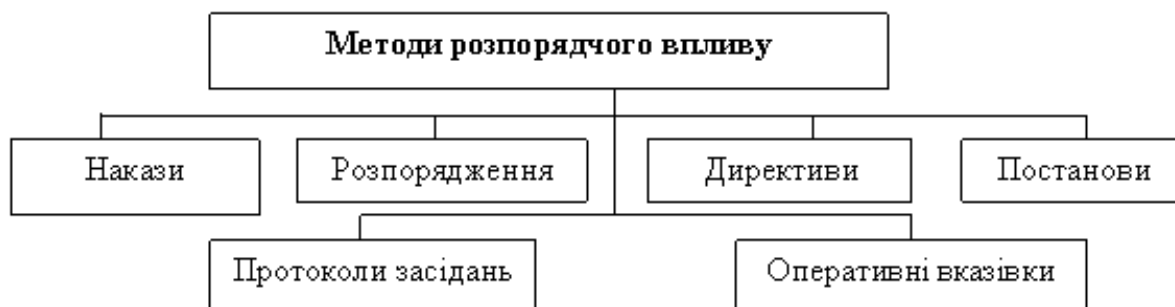 Методи розпорядчого впливу
Накази
Розпорядження
Директиви
Постанови
Протоколи засідань
Оперативні вказівки